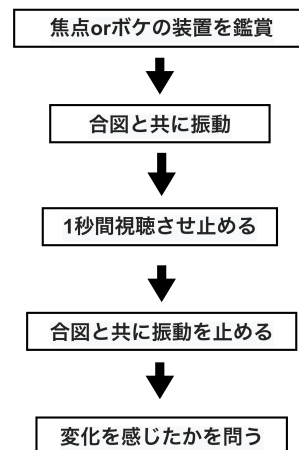 焦点orボケの装置を鑑賞
合図と共に振動
1秒間視聴させ止める
合図と共に振動を止める
変化を感じたかを問う